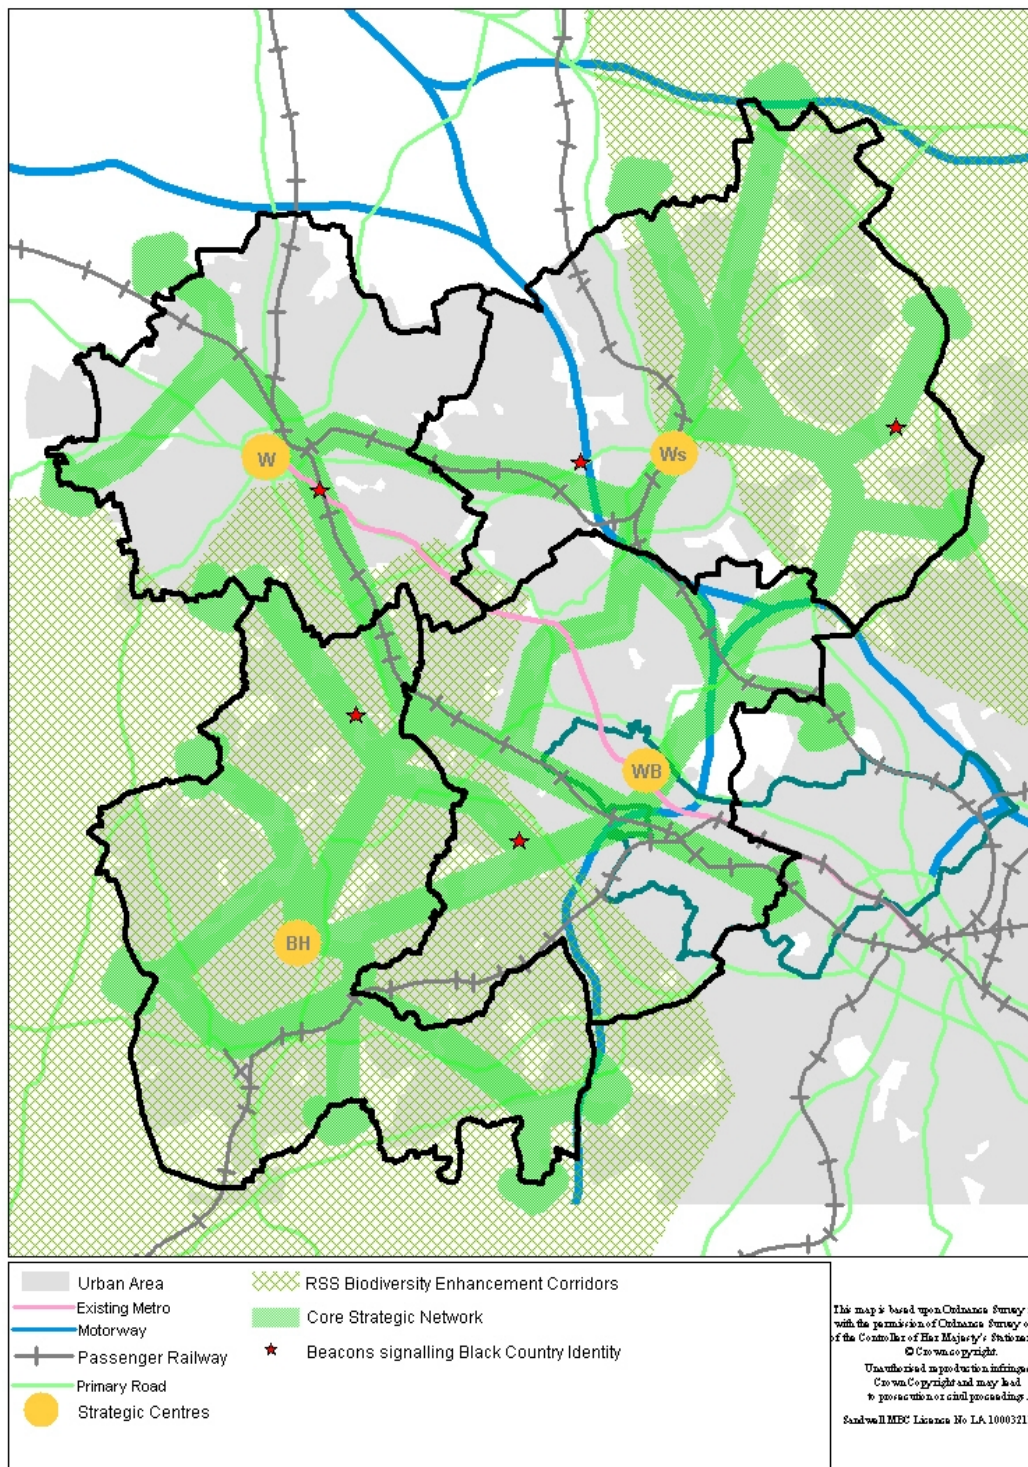 W
Ws
WB
BH
Urban Area
Existing Metro
Motorway
Passenger Railway
Primary Road
Strategic Centres
RSS Biodiversity Enhancement Corridors
Core Strategic Network
Beacons signalling Black Country Identity
This map is based upon Ordnance Survey
with the permission of Ordnance Survey
of the Controller of Her Majesty's
© Crown copyright.
Unauthorised reproduction
Crown Copyright and may lead
to prosecution or civil proceedings.
Sandwell MBC Licence No LA 1000321